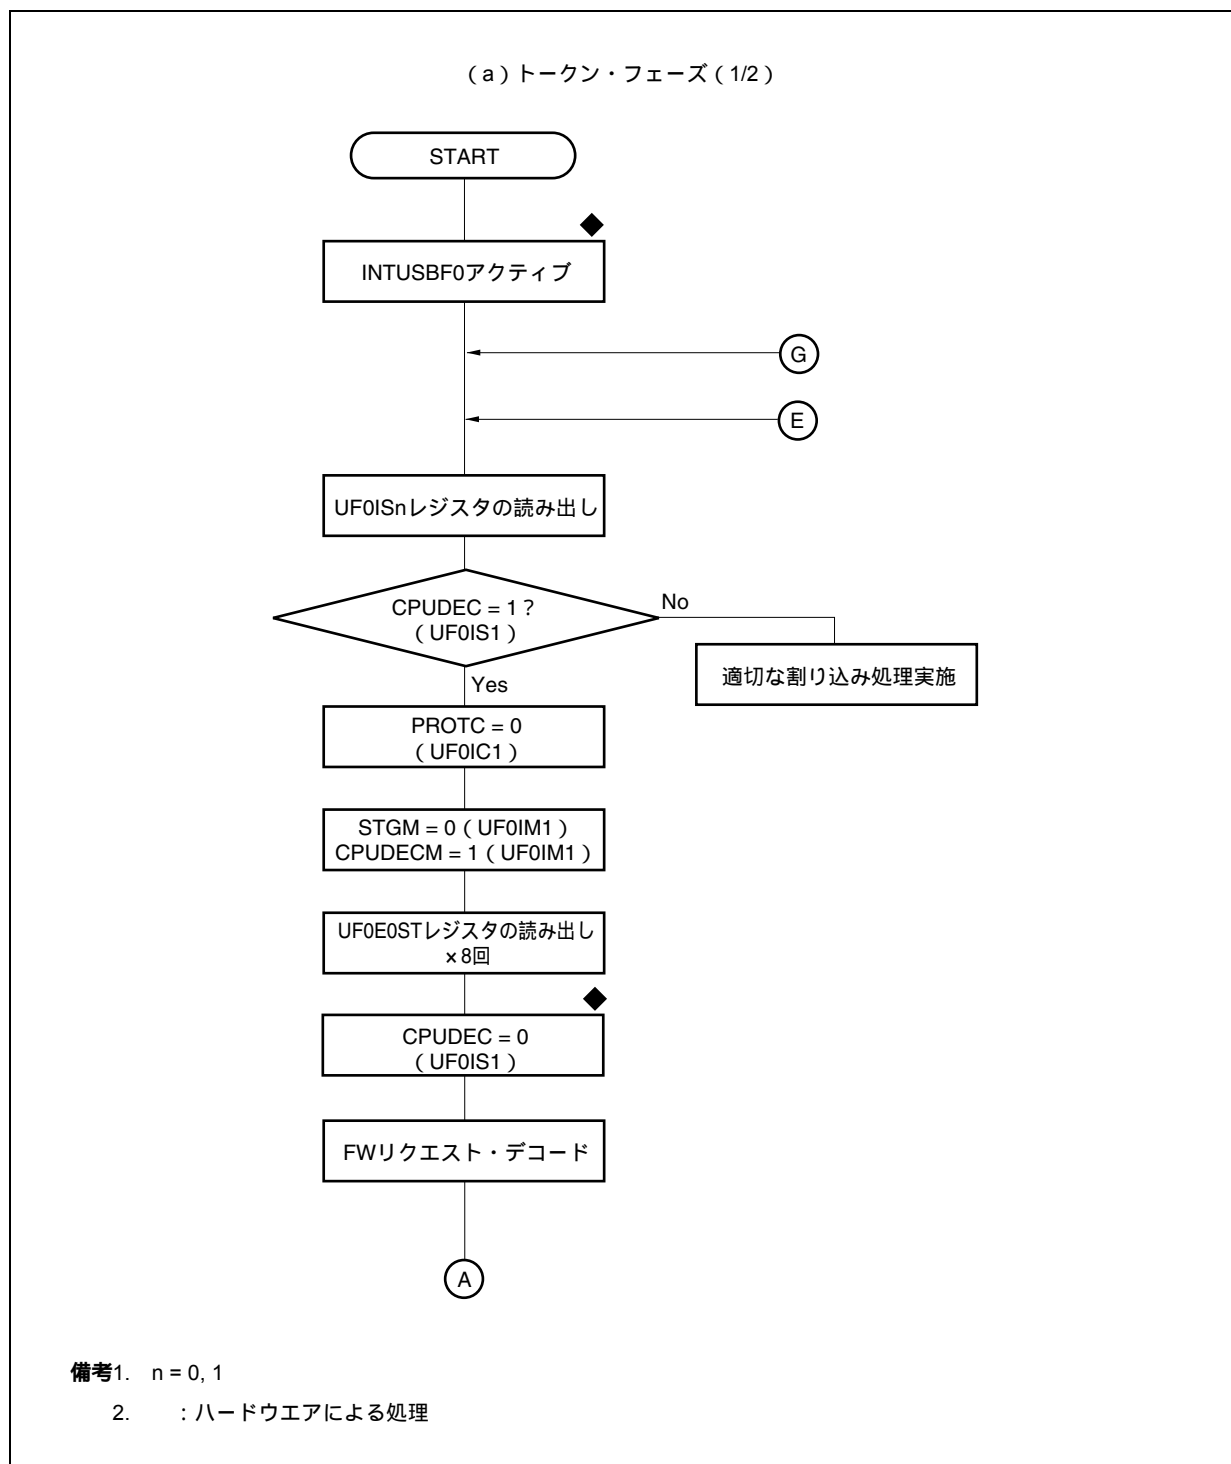 （a）トークン・フェーズ（1/2）
START
INTUSBF0アクティブ
G
E
UF0ISnレジスタの読み出し
CPUDEC = 1？
（UF0IS1）
No
適切な割り込み処理実施
Yes
PROTC = 0
（UF0IC1）
STGM = 0（UF0IM1）
CPUDECM = 1（UF0IM1）
UF0E0STレジスタの読み出し
×8回
CPUDEC = 0
（UF0IS1）
FWリクエスト・デコード
A
備考1. n = 0, 1
2. ：ハードウエアによる処理